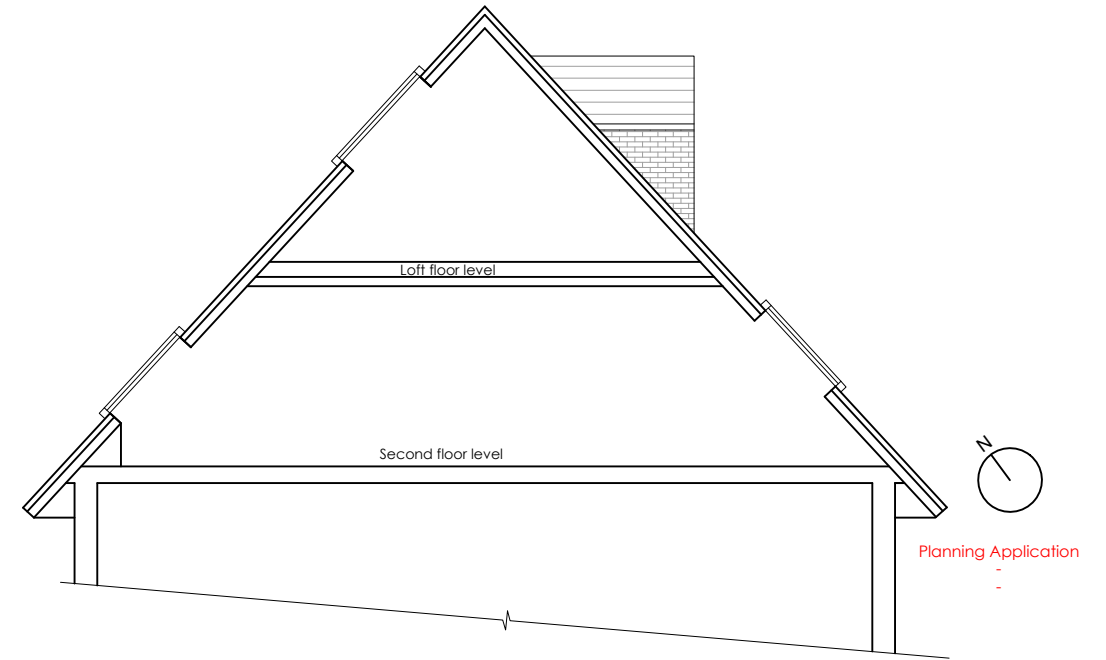 Loft floor level
Second floor level
N
Planning Application
-
-